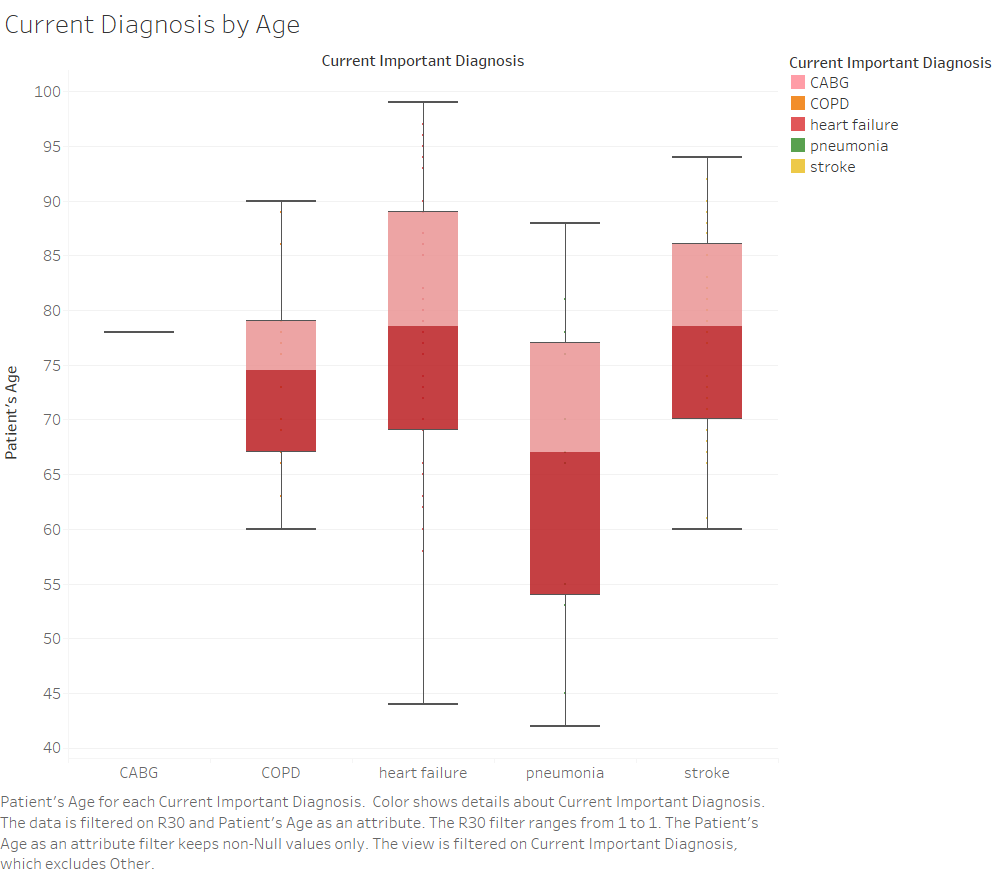 Current Diagnosis by Age
Current Important Diagnosis
Current Important Diagnosis
CABG
COPD
heart failure
pneumonia
stroke
Patient's Age
100
95
90
85
80
75
70
65
60
55
50
45
40
CABG
COPD
heart failure
pneumonia
stroke
Patient's Age for each Current Important Diagnosis.  Color shows details about Current Important Diagnosis.
The data is filtered on R30 and Patient's Age as an attribute. The R30 filter ranges from 1 to 1. The Patient's
Age as an attribute filter keeps non-Null values only. The view is filtered on Current Important Diagnosis,
which excludes Other.